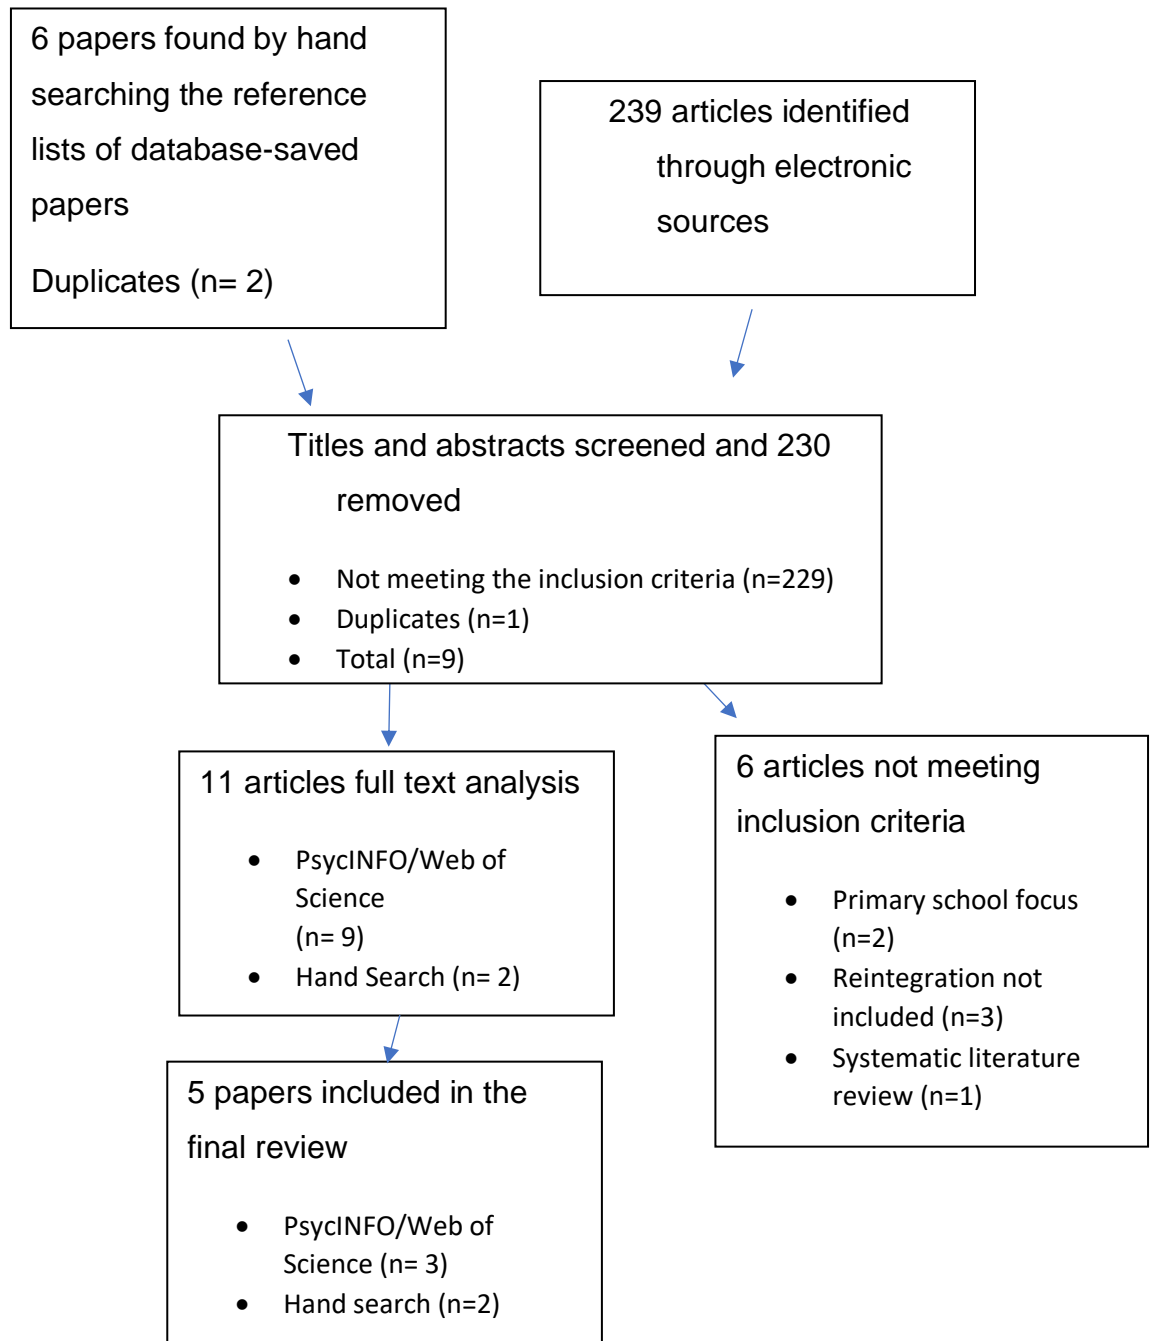 6 papers found by hand
searching the reference
lists of database-saved
papers
Duplicates (n= 2)
239 articles identified
through electronic
sources
Titles and abstracts screened and 230
removed
• Not meeting the inclusion criteria (n=229)
• Duplicates (n=1)
• Total (n=9)
11 articles full text analysis
• PsycINFO/Web of
Science
(n= 9)
• Hand Search (n= 2)
6 articles not meeting
inclusion criteria
• Primary school focus
(n=2)
• Reintegration not
included (n=3)
• Systematic literature
review (n=1)
5 papers included in the
final review
• PsycINFO/Web of
Science (n= 3)
• Hand search (n=2)